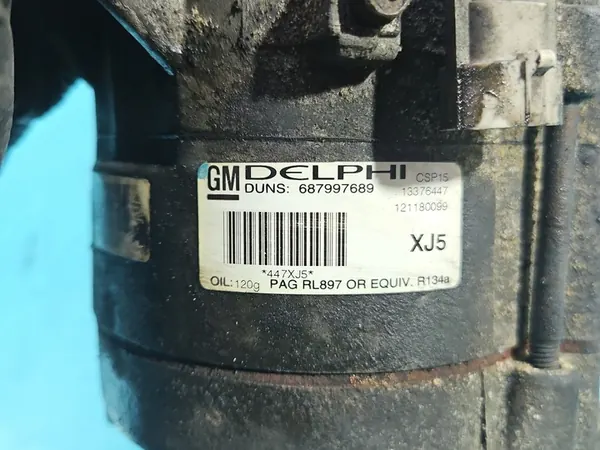 GM DELPHI CSP15
DUNS: 687997689 13376447
121180099
XJ5
*447XJ5*
OIL: 120g PAG RL897 OR EQUIV. R134a